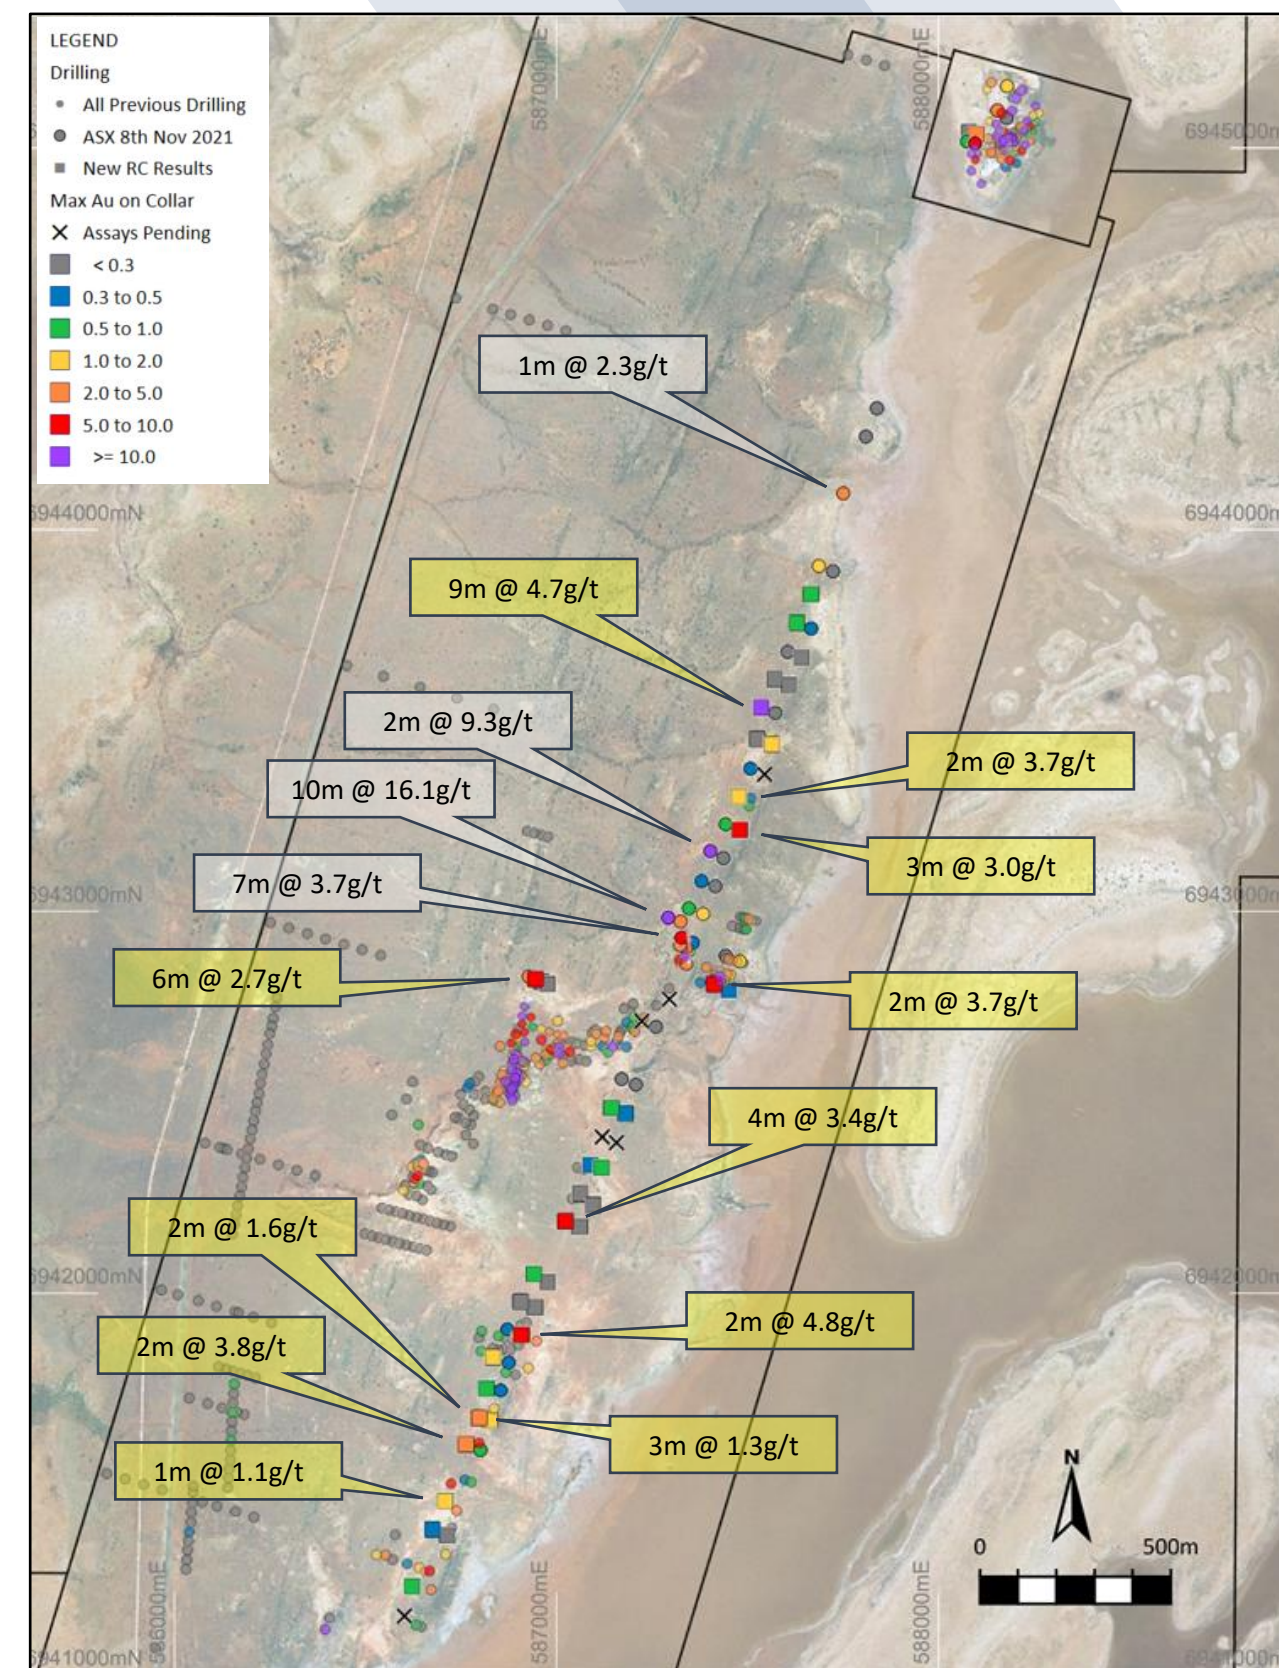 LEGEND
Drilling
All Previous Drilling
ASX 8th Nov 2021
New RC Results
Max Au on Collar
Assays Pending
< 0.3
0.3 to 0.5
0.5 to 1.0
1.0 to 2.0
2.0 to 5.0
5.0 to 10.0
>= 10.0
587000mE
588000mE
6945000m
1m @ 2.3g/t
6944000mN
6944000m
9m @ 4.7g/t
2m @ 9.3g/t
2m @ 3.7g/t
10m @ 16.1g/t
3m @ 3.0g/t
7m @ 3.7g/t
6943000m
6m @ 2.7g/t
2m @ 3.7g/t
4m @ 3.4g/t
2m @ 1.6g/t
6942000mN
6942000m
2m @ 4.8g/t
2m @ 3.8g/t
3m @ 1.3g/t
1m @ 1.1g/t
N
0 500m
586000mE
587000mE
588000mE
6941000mN
6941000m